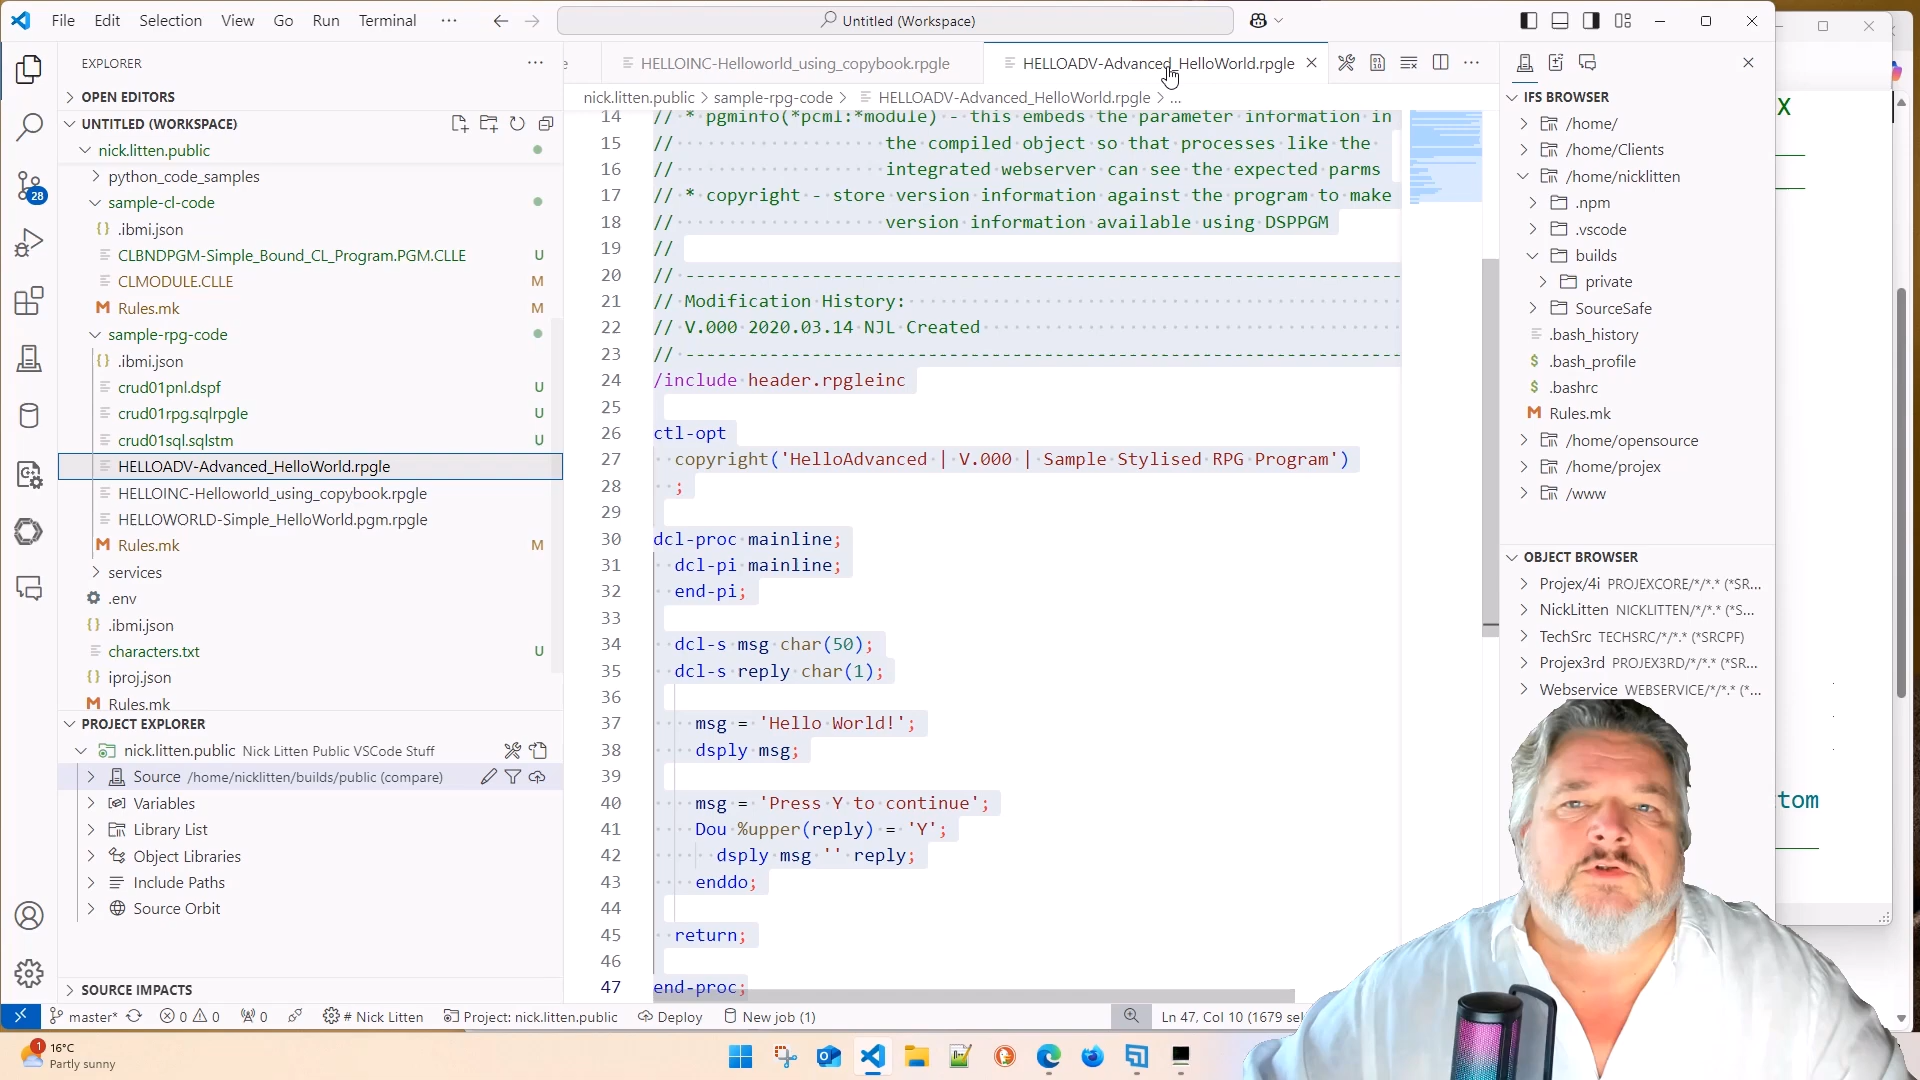 File Edit Selection View Go Run Terminal ··· Untitled (Workspace)
EXPLORER
OPEN EDITORS
UNTITLED (WORKSPACE)
nick.litten.public
python_code_samples
sample-cl-code
.ibmi.json
CLBNDPGM-Simple_Bound_CL_Program.PGM.CLLE U
CLMODULE.CLLE M
Rules.mk M
sample-rpg-code
.ibmi.json
crud01pnl.dspf U
crud01rpg.sqlrpgle U
crud01sql.sqlstm U
HELLOADV-Advanced_HelloWorld.rpgle
HELLOINC-Helloworld_using_copybook.rpgle
HELLOWORLD-Simple_HelloWorld.pgm.rpgle
Rules.mk M
services
.env
.ibmi.json
characters.txt U
iproj.json
Rules.mk
PROJECT EXPLORER
nick.litten.public Nick Litten Public VSCode Stuff
Source /home/nicklitten/builds/public (compare)
Variables
Library List
Object Libraries
Include Paths
Source Orbit
SOURCE IMPACTS
28
HELLOINC-Helloworld_using_copybook.rpgle HELLOADV-Advanced_HelloWorld.rpgle
nick.litten.public > sample-rpg-code > HELLOADV-Advanced_HelloWorld.rpgle > ...
14 // * pgminfo(*pcml:*module) - this embeds the parameter information in
15 // the compiled object so that processes like the
16 // integrated webserver can see the expected parms
17 // * copyright - store version information against the program to make
18 // version information available using DSPPGM
19 //
20 // --------------------------------------------------------------------
21 // Modification History:
22 // V.000 2020.03.14 NJL Created
23 // --------------------------------------------------------------------
24 /include header.rpgleinc
25
26 ctl-opt
27 copyright('HelloAdvanced | V.000 | Sample Stylised RPG Program')
28 ;
29
30 dcl-proc mainline;
31 dcl-pi mainline;
32 end-pi;
33
34 dcl-s msg char(50);
35 dcl-s reply char(1);
36
37 msg = 'Hello World!';
38 dsply msg;
39
40 msg = 'Press Y to continue';
41 Dou %upper(reply) = 'Y';
42 dsply msg '' reply;
43 enddo;
44
45 return;
46
47 end-proc;
IFS BROWSER
/home/
/home/Clients
/home/nicklitten
.npm
.vscode
builds
private
SourceSafe
.bash_history
.bash_profile
.bashrc
Rules.mk
/home/opensource
/home/projex
/www
OBJECT BROWSER
Projex/4i PROJEXCORE/*/*.* (*SR...
NickLitten NICKLITTEN/*/*.* (*S...
TechSrc TECHSRC/*/*.* (*SRCPF)
Projex3rd PROJEX3RD/*/*.* (*SR...
Webservice WEBSERVICE/*/*.* (*...
X
tom
master* 0 0 0 # Nick Litten Project: nick.litten.public Deploy New job (1) Ln 47, Col 10 (1679 sel
1
16°C
Partly sunny